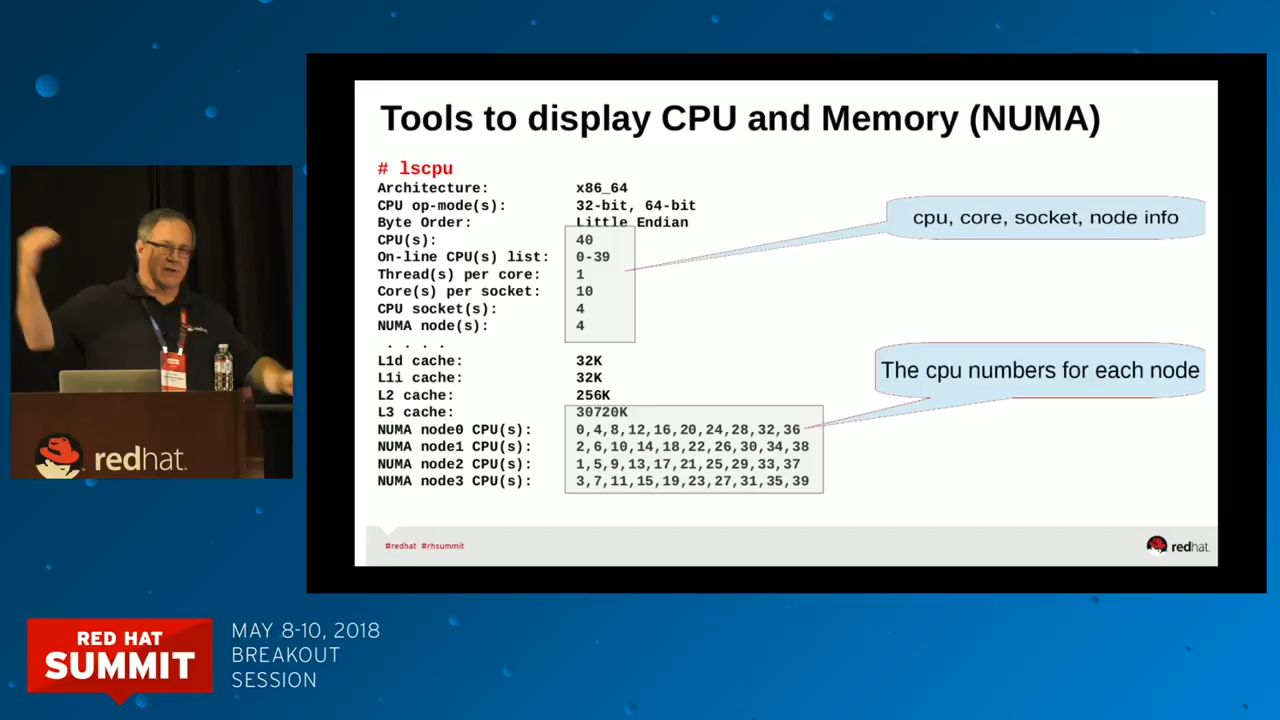 Tools to display CPU and Memory (NUMA)
# lscpu
Architecture: x86_64
CPU op-mode(s): 32-bit, 64-bit
Byte Order: Little Endian
CPU(s): 40
On-line CPU(s) list: 0-39
Thread(s) per core: 1
Core(s) per socket: 10
CPU socket(s): 4
NUMA node(s): 4
. . . .
L1d cache: 32K
L1i cache: 32K
L2 cache: 256K
L3 cache: 30720K
NUMA node0 CPU(s): 0,4,8,12,16,20,24,28,32,36
NUMA node1 CPU(s): 2,6,10,14,18,22,26,30,34,38
NUMA node2 CPU(s): 1,5,9,13,17,21,25,29,33,37
NUMA node3 CPU(s): 3,7,11,15,19,23,27,31,35,39
cpu, core, socket, node info
The cpu numbers for each node
#redhat #rhsummit
redhat.
redhat.
RED HAT
SUMMIT
MAY 8-10, 2018
BREAKOUT
SESSION